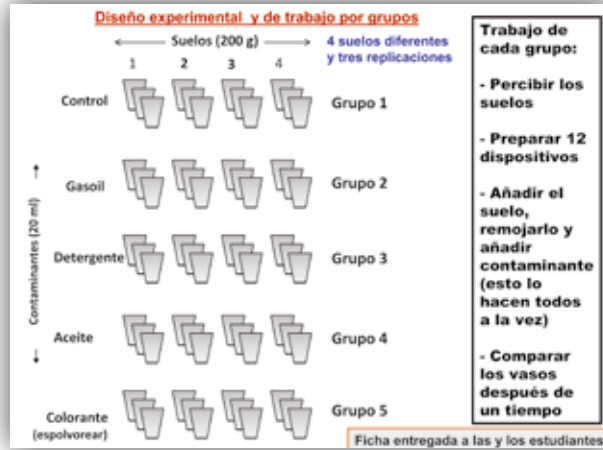 Diseño experimental y de trabajo por grupos
Suelos (200 g)
4 suelos diferentes
y tres replicaciones
1 2 3 4
Control
Grupo 1
Gasoil
Grupo 2
Detergente
Grupo 3
Aceite
Grupo 4
Colorante
(espolvorear)
Grupo 5
Contaminantes (20 ml)
Trabajo de
cada grupo:
- Percibir los
suelos
- Preparar 12
dispositivos
- Añadir el
suelo,
remojarlo y
añadir
contaminante
(esto lo
hacen todos
a la vez)
- Comparar
los vasos
después de
un tiempo
Ficha entregada a las y los estudiantes